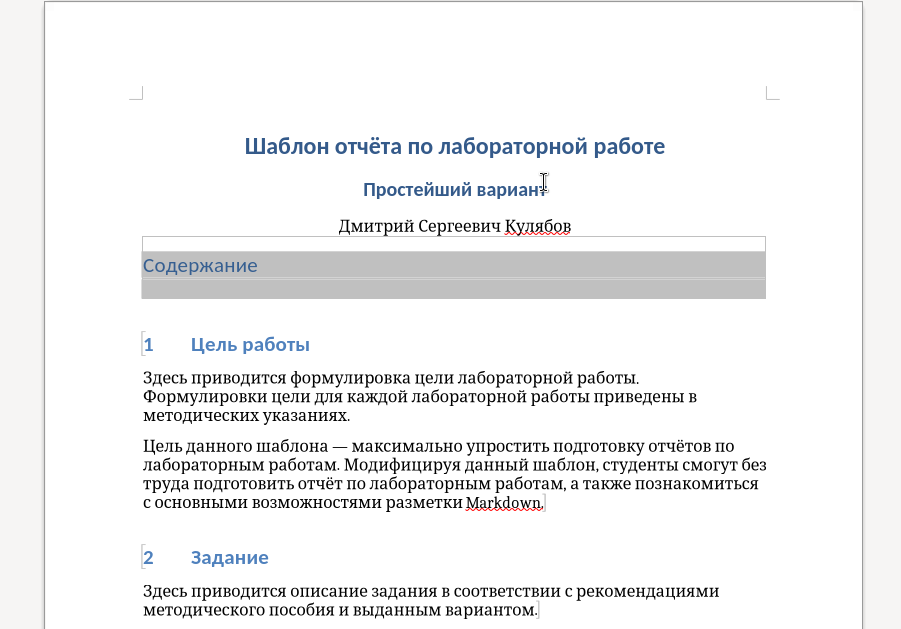 Шаблон отчёта по лабораторной работе
Простейший вариант
Дмитрий Сергеевич Кулябов
Содержание
1 Цель работы
Здесь приводится формулировка цели лабораторной работы.
Формулировки цели для каждой лабораторной работы приведены в
методических указаниях.
Цель данного шаблона — максимально упростить подготовку отчётов по
лабораторным работам. Модифицируя данный шаблон, студенты смогут без
труда подготовить отчёт по лабораторным работам, а также познакомиться
с основными возможностями разметки Markdown.
2 Задание
Здесь приводится описание задания в соответствии с рекомендациями
методического пособия и выданным вариантом.